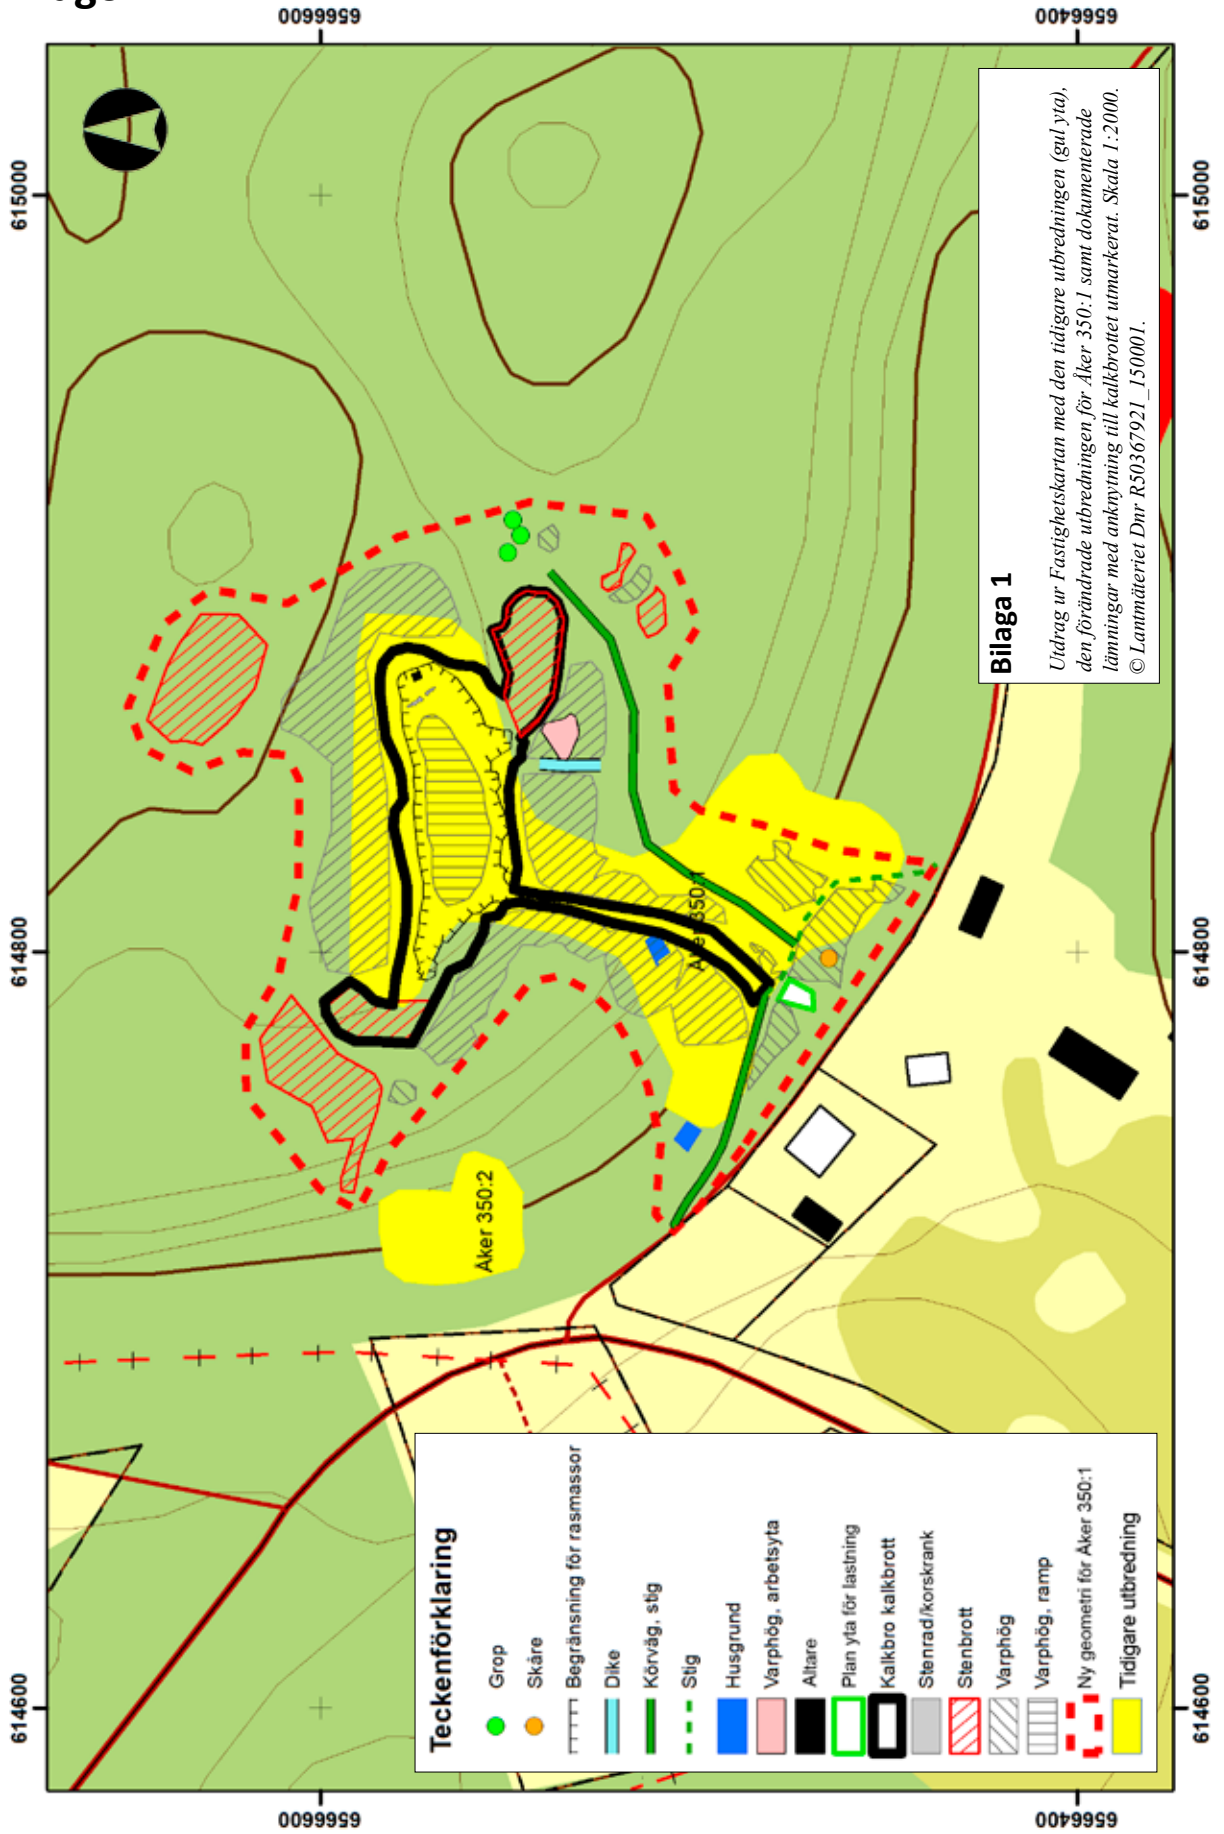 614600
614800
615000
6566600
6566600
6566400
6566400
614600
614800
615000
Åker 350:2
Åker 350:1
Teckenförklaring
Grop
Skåre
Begränsning för rasmassor
Dike
Körväg, stig
Stig
Husgrund
Varphög, arbetsyta
Altare
Plan yta för lastning
Kalkbro kalkbrott
Stenrad/korskrank
Stenbrott
Varphög
Varphög, ramp
Ny geometri för Åker 350:1
Tidigare utbredning
Bilaga 1
Utdrag ur Fastighetskartan med den tidigare utbredningen (gul yta),
den förändrade utbredningen för Åker 350:1 samt dokumenterade
lämningar med anknytning till kalkbrottet utmarkerat. Skala 1:2000.
© Lantmäteriet Dnr R50367921_150001.